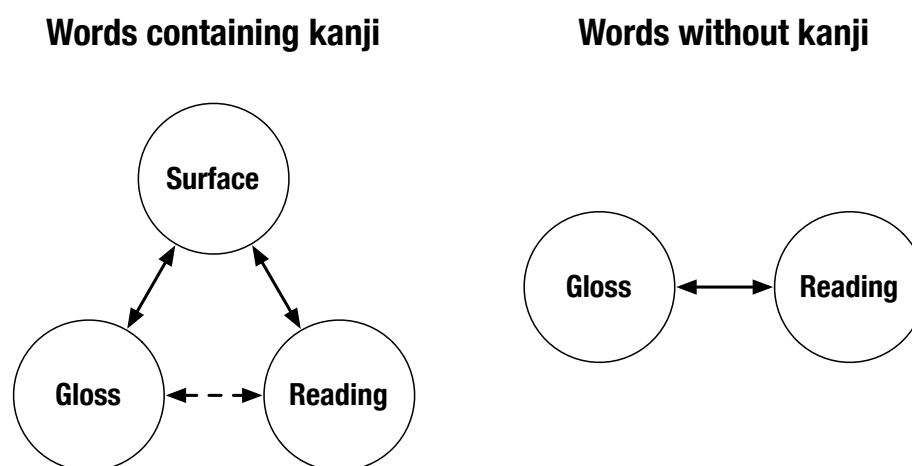 Words containing kanji
Words without kanji
Surface
Gloss
Reading
Gloss
Reading